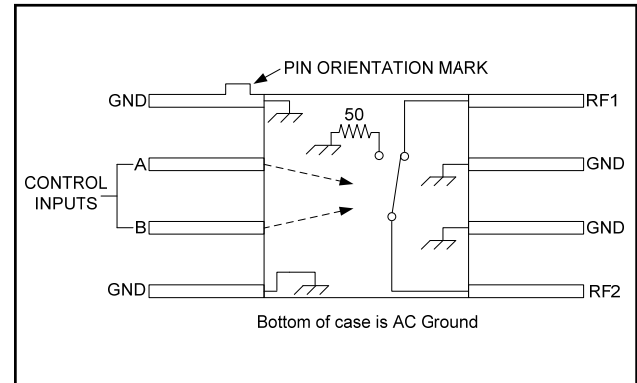 PIN ORIENTATION MARK
GND
RF1
50
A
GND
CONTROL
INPUTS
B
GND
GND
RF2
Bottom of case is AC Ground